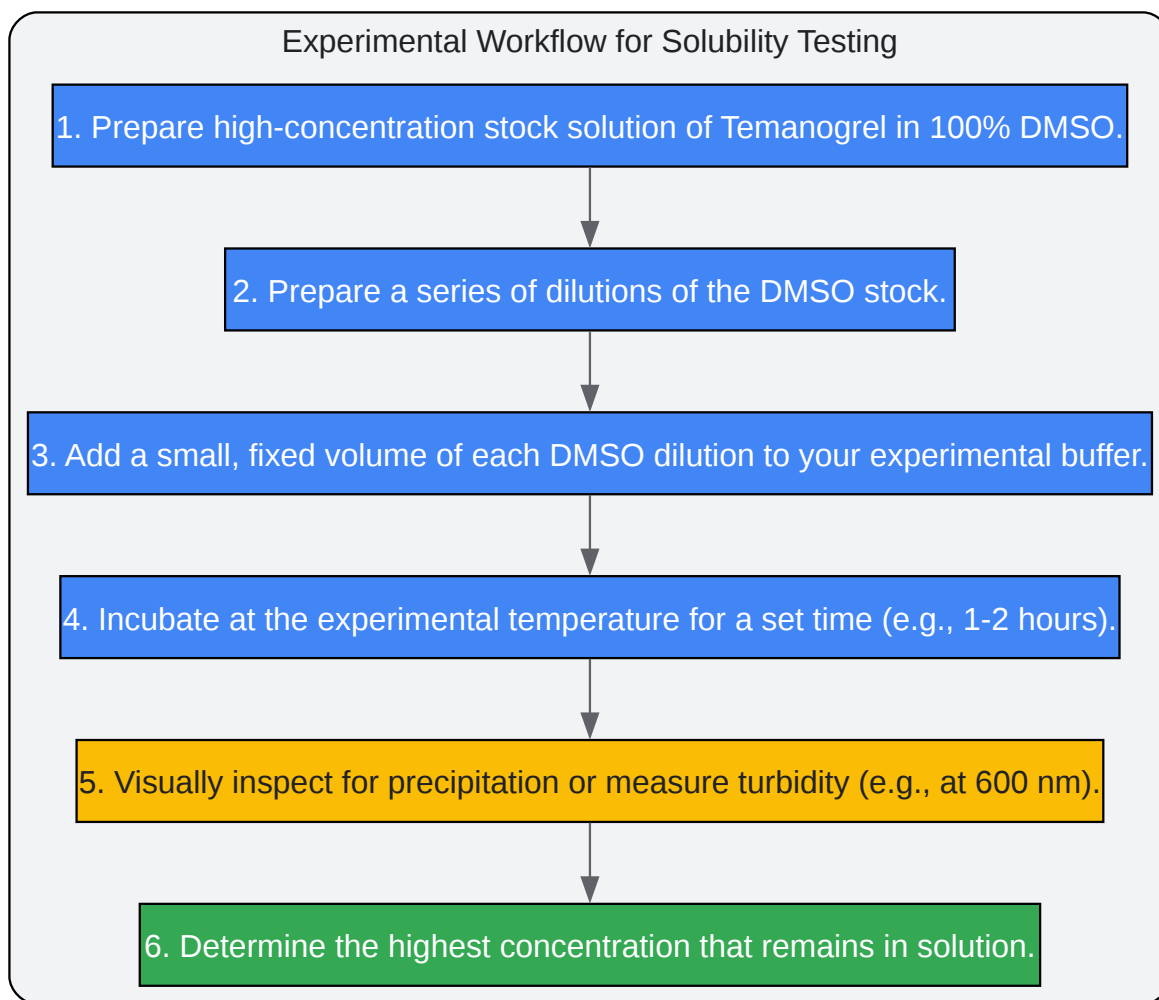 Experimental Workflow for Solubility Testing
1. Prepare high-concentration stock solution of Temanogrel in 100% DMSO.
2. Prepare a series of dilutions of the DMSO stock.
3. Add a small, fixed volume of each DMSO dilution to your experimental buffer.
4. Incubate at the experimental temperature for a set time (e.g., 1-2 hours).
5. Visually inspect for precipitation or measure turbidity (e.g., at 600 nm).
6. Determine the highest concentration that remains in solution.